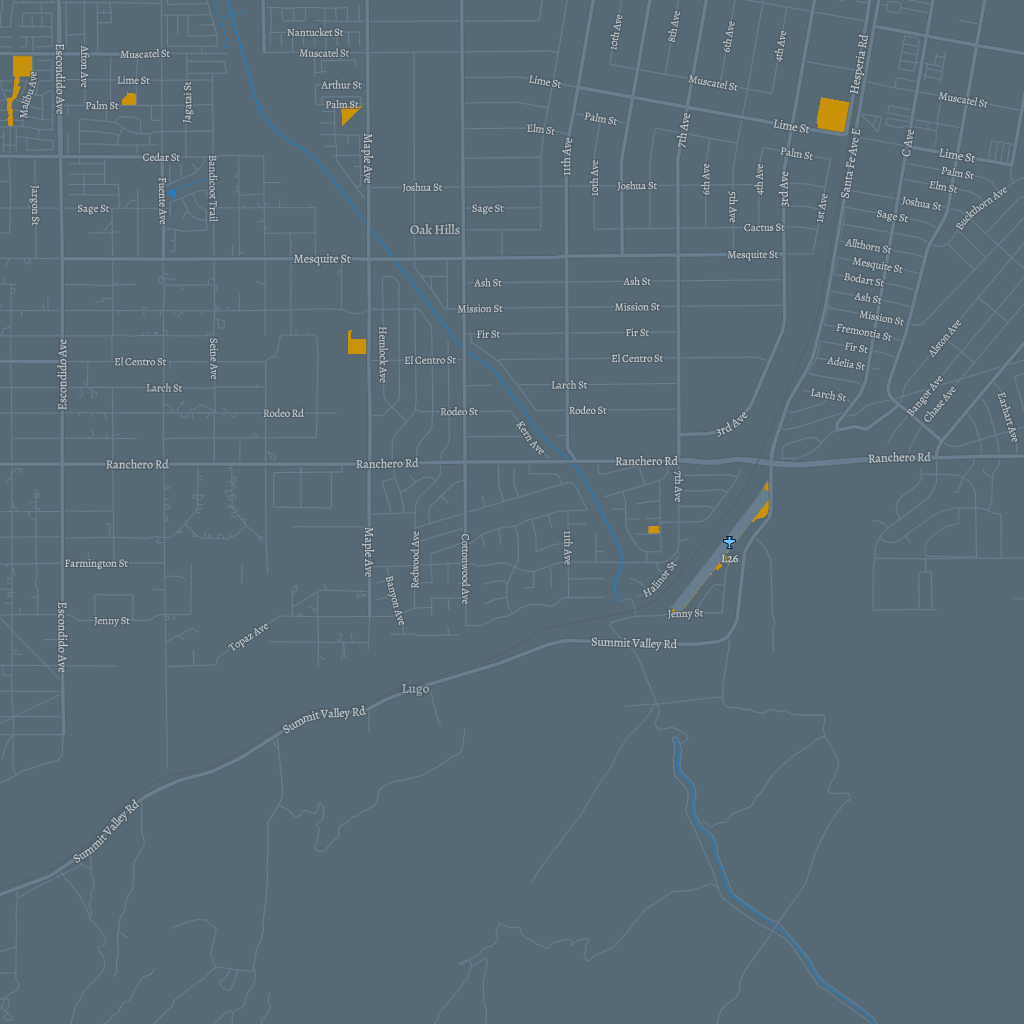 Nantucket St
10th Ave
8th Ave
6th Ave
4th Ave
Hesperia Rd
Escondido Ave
Afton Ave
Muscatel St
Muscatel St
Malibu Ave
Lime St
Jagatai St
Arthur St
Lime St
Muscatel St
Muscatel St
Palm St
Palm St
Palm St
7th Ave
Lime St
C Ave
Elm St
Maple Ave
11th Ave
Santa Fe Ave E
Lime St
Cedar St
Palm St
Palm St
Bandicoot Trail
10th Ave
6th Ave
4th Ave
3rd Ave
Elm St
Jargon St
Fuente Ave
Joshua St
Joshua St
5th Ave
1st Ave
Joshua St
Buckthorn Ave
Sage St
Sage St
Sage St
Oak Hills
Cactus St
Mesquite St
Mesquite St
Allthorn St
Mesquite St
Ash St
Ash St
Bodart St
Mission St
Mission St
Ash St
Fir St
Fir St
Mission St
Fremontia St
Alston Ave
Escondido Ave
Seine Ave
Hemlock Ave
El Centro St
El Centro St
El Centro St
Fir St
Adelia St
Larch St
Larch St
Larch St
Bangor Ave
Chase Ave
Rodeo Rd
Rodeo St
Rodeo St
3rd Ave
Earhart Ave
Kern Ave
Ranchero Rd
Ranchero Rd
Ranchero Rd
Ranchero Rd
7th Ave
Maple Ave
Redwood Ave
Cottonwood Ave
11th Ave
L26
Farmington St
Halinor St
Banyon Ave
Escondido Ave
Jenny St
Jenny St
Topaz Ave
Summit Valley Rd
Lugo
Summit Valley Rd
Summit Valley Rd